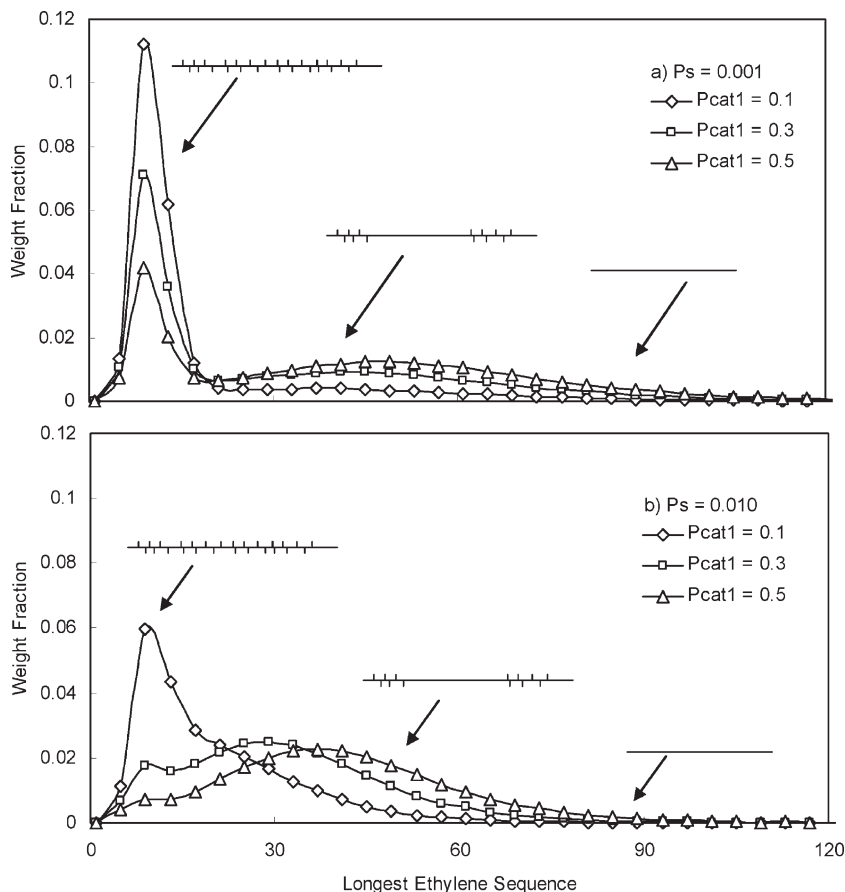 0.12
0.1
0.08
0.06
0.04
0.02
0
Weight Fraction
a) Ps = 0.001
Pcat1 = 0.1
Pcat1 = 0.3
Pcat1 = 0.5
0.12
0.1
0.08
0.06
0.04
0.02
0
Weight Fraction
b) Ps = 0.010
Pcat1 = 0.1
Pcat1 = 0.3
Pcat1 = 0.5
0 30 60 90 120
Longest Ethylene Sequence